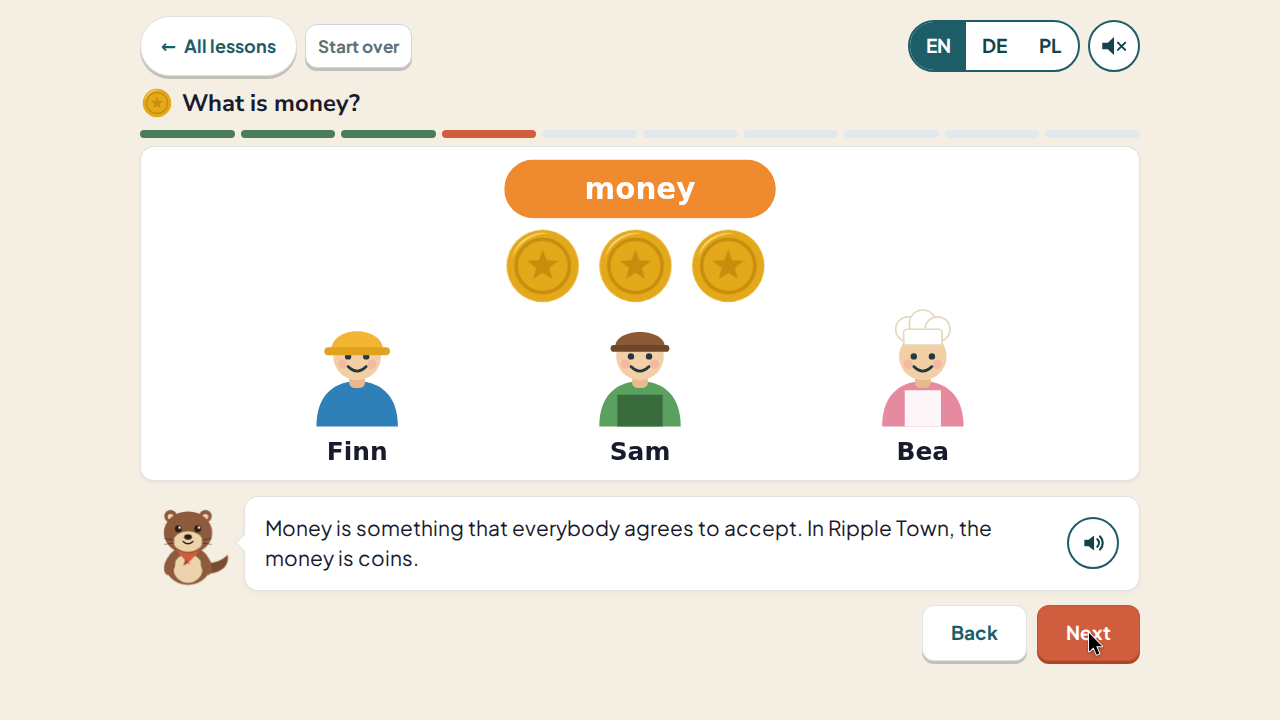 ← All lessons
Start over
EN
DE
PL
What is money?
money
Finn
Sam
Bea
Money is something that everybody agrees to accept. In Ripple Town, the
money is coins.
Back
Next